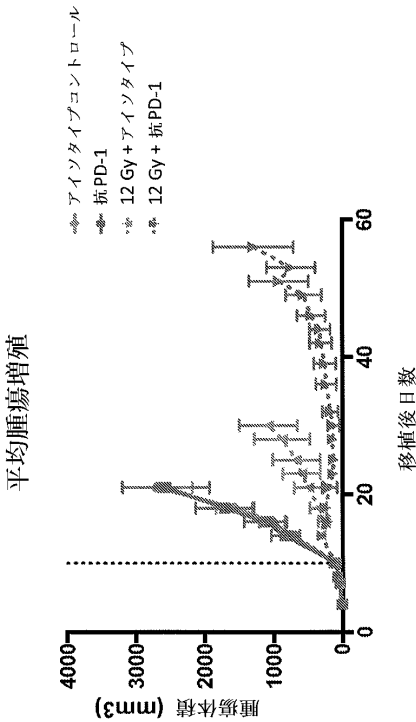 平均腫瘍増殖
アイソタイプコントロール
抗PD-1
12 Gy + アイソタイプ
12 Gy + 抗PD-1
腫瘍体積 (mm3)
4000
3000
2000
1000
0
0
20
40
60
移植後日数